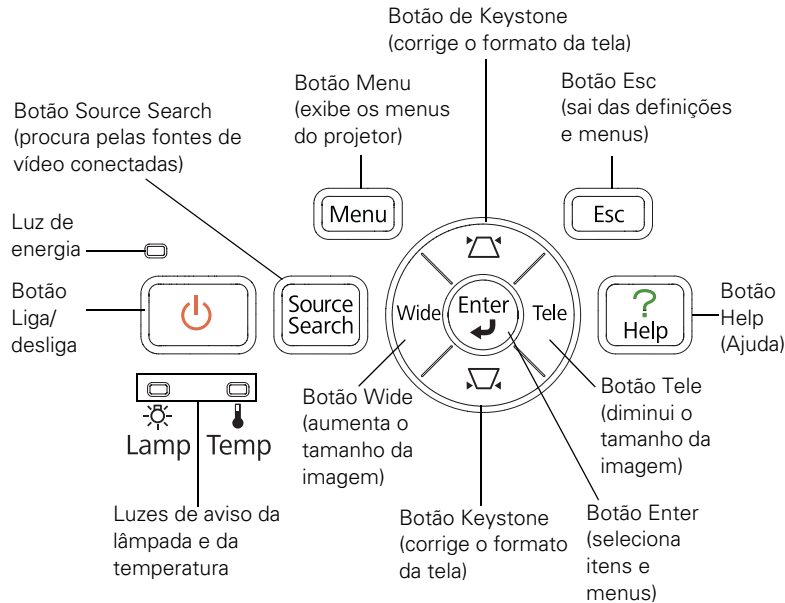 Botão de Keystone
(corrige o formato da tela)
Botão Menu
(exibe os menus
do projetor)
Botão Esc
(sai das definições
e menus)
Botão Source Search
(procura pelas fontes de
vídeo conectadas)
Luz de
energia
Menu
Esc
Botão
Liga/
desliga
Source
Search
Wide
Enter
Tele
?
Help
Botão
Help
(Ajuda)
Lamp
Temp
Botão Wide
(aumenta o
tamanho da
imagem)
Botão Tele
(diminui o
tamanho da
imagem)
Luzes de aviso da
lâmpada e da
temperatura
Botão Keystone
(corrige o formato
da tela)
Botão Enter
(seleciona
itens e
menus)